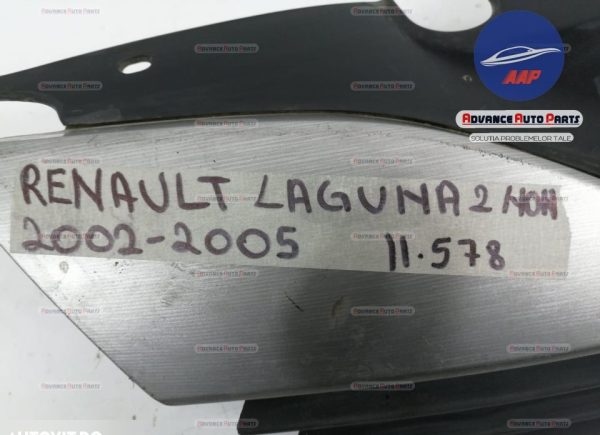 AAP
ADVANCE AUTO PARTS
SOLUTIA PROBLEMELOR TALE
RENAULT LAGUNA 2 NON
2002-2005 11.578